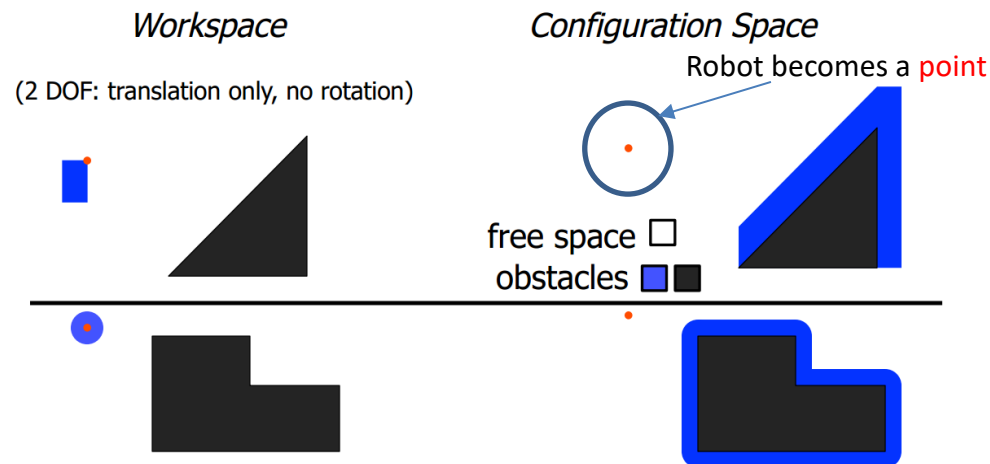 Workspace
Configuration Space
Robot becomes a point
(2 DOF: translation only, no rotation)
free space
obstacles